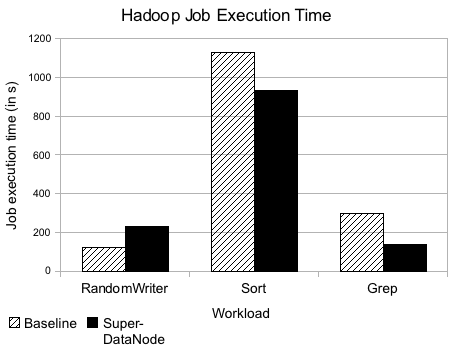 Hadoop Job Execution Time
Job execution time (in s)
1200
1000
800
600
400
200
0
RandomWriter Sort Grep
Workload
Baseline Super-
DataNode